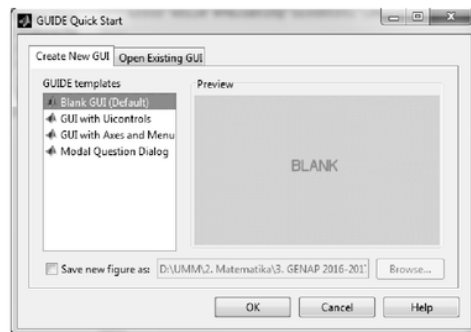 GUIDE Quick Start
Create New GUI
Open Existing GUI
GUIDE templates
Blank GUI (Default)
GUI with Uicontrols
GUI with Axes and Menu
Modal Question Dialog
Preview
BLANK
Save new figure as:
D:\UMM\2. Matematika\3. GENAP 2016-201
Browse...
OK
Cancel
Help